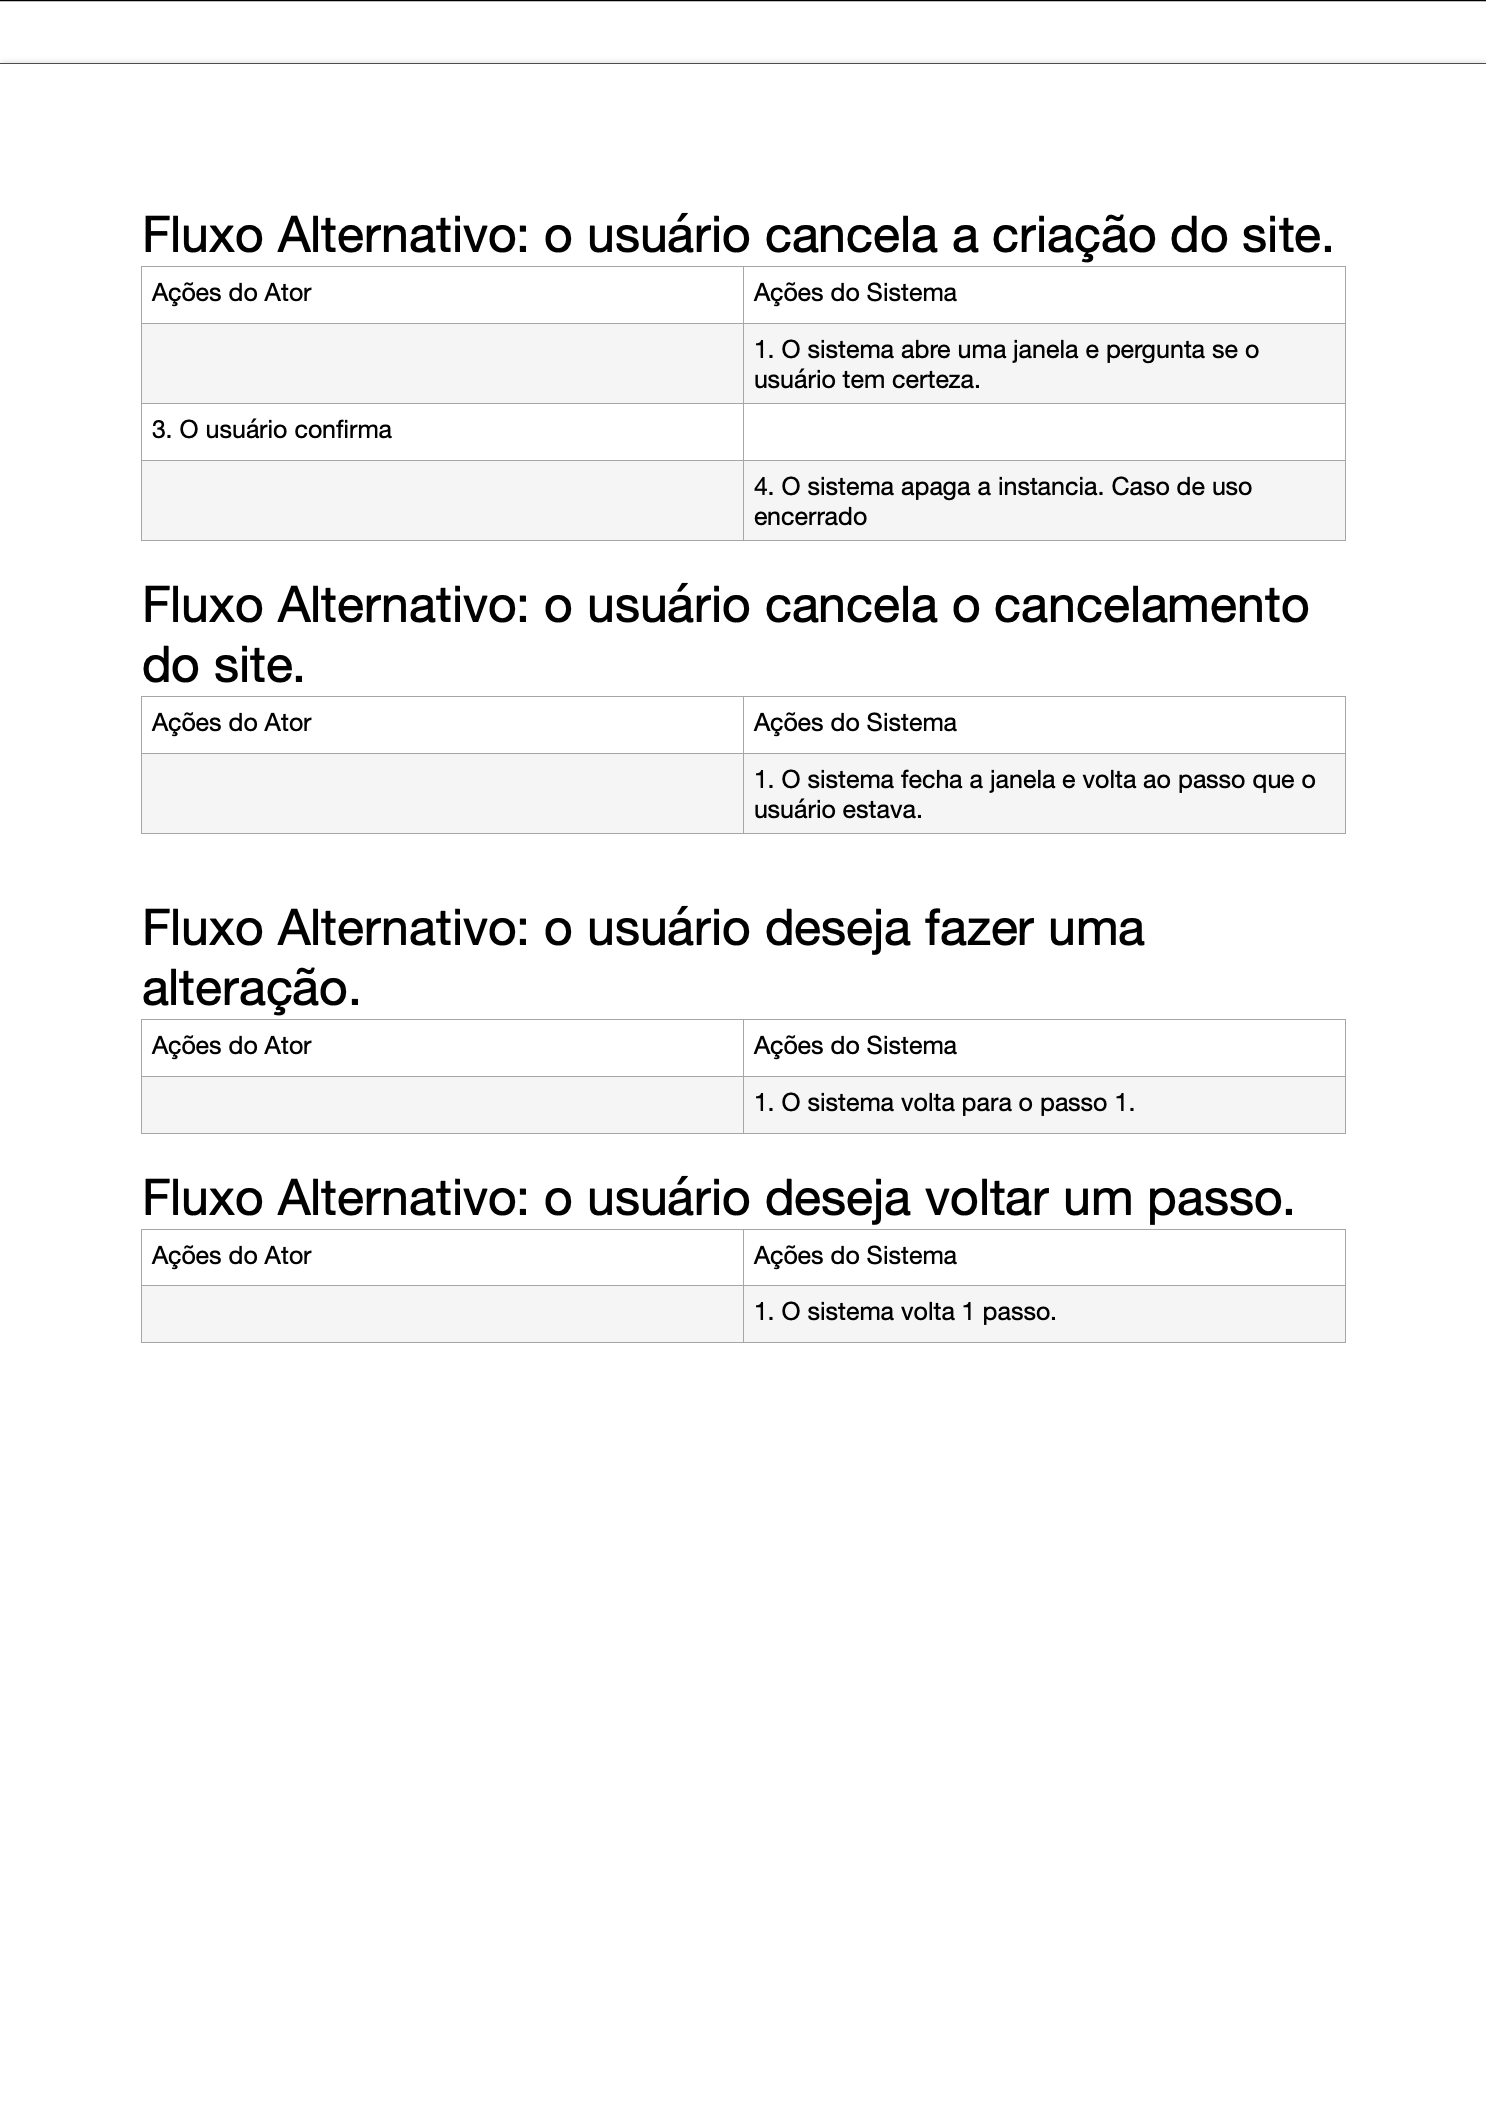 Fluxo Alternativo: o usuário cancela a criação do site.
Ações do Ator
Ações do Sistema
1. O sistema abre uma janela e pergunta se o
usuário tem certeza.
3. O usuário confirma
4. O sistema apaga a instancia. Caso de uso
encerrado
Fluxo Alternativo: o usuário cancela o cancelamento
do site.
Ações do Ator
Ações do Sistema
1. O sistema fecha a janela e volta ao passo que o
usuário estava.
Fluxo Alternativo: o usuário deseja fazer uma
alteração.
Ações do Ator
Ações do Sistema
1. O sistema volta para o passo 1.
Fluxo Alternativo: o usuário deseja voltar um passo.
Ações do Ator
Ações do Sistema
1. O sistema volta 1 passo.